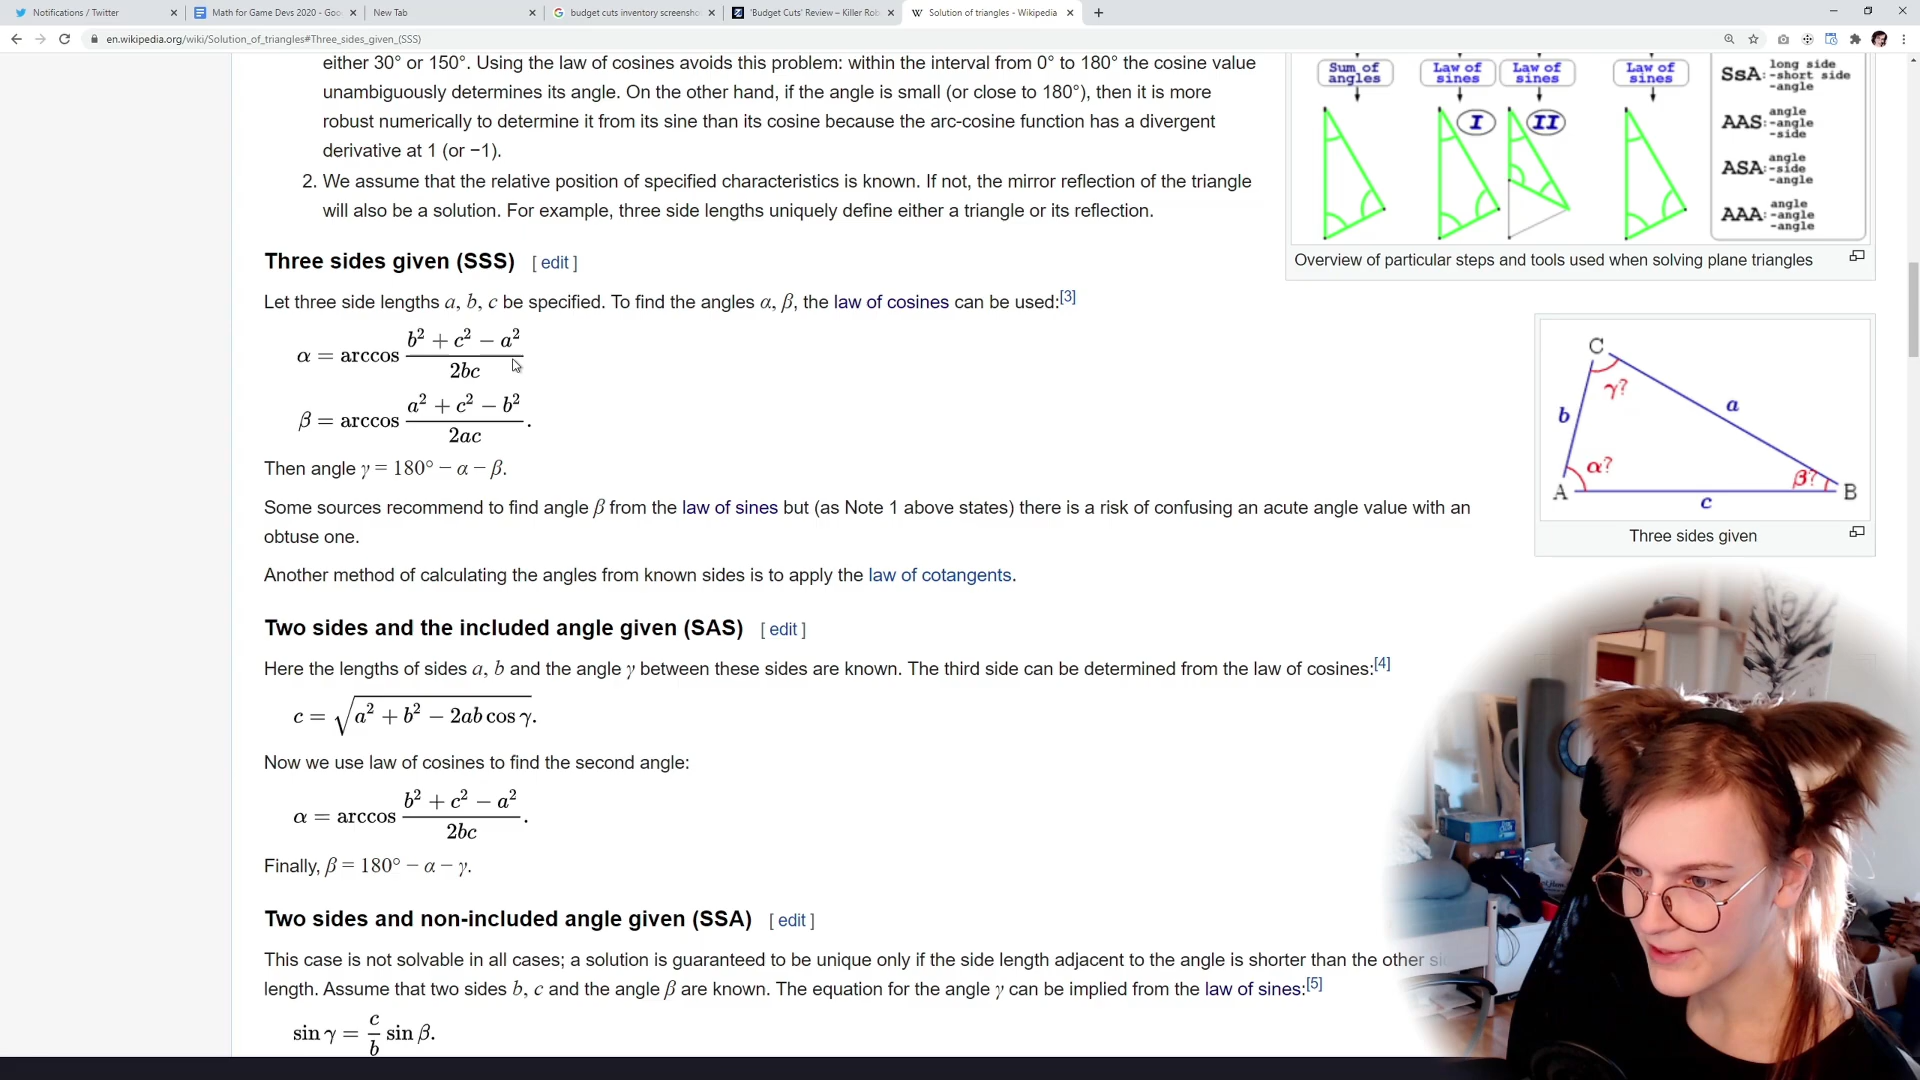 Notifications / Twitter
Math for Game Devs 2020 - Goo
New Tab
budget cuts inventory screensho
'Budget Cuts' Review – Killer Rob
Solution of triangles - Wikipedia
en.wikipedia.org/wiki/Solution_of_triangles#Three_sides_given_(SSS)
either 30° or 150°. Using the law of cosines avoids this problem: within the interval from 0° to 180° the cosine value
unambiguously determines its angle. On the other hand, if the angle is small (or close to 180°), then it is more
robust numerically to determine it from its sine than its cosine because the arc-cosine function has a divergent
derivative at 1 (or −1).
2. We assume that the relative position of specified characteristics is known. If not, the mirror reflection of the triangle
will also be a solution. For example, three side lengths uniquely define either a triangle or its reflection.
Sum of
angles
Law of
sines
Law of
sines
Law of
sines
I
II
SsA: long side
-short side
-angle
AAS: angle
-angle
-side
ASA: angle
-side
-angle
AAA: angle
-angle
-angle
Overview of particular steps and tools used when solving plane triangles
Three sides given (SSS) [ edit ]
Let three side lengths a, b, c be specified. To find the angles α, β, the law of cosines can be used:[3]
α = arccos (b² + c² − a²) / 2bc
β = arccos (a² + c² − b²) / 2ac.
Then angle γ = 180° − α − β.
Some sources recommend to find angle β from the law of sines but (as Note 1 above states) there is a risk of confusing an acute angle value with an
obtuse one.
Another method of calculating the angles from known sides is to apply the law of cotangents.
C
γ?
b
a
α?
β?
A
B
c
Three sides given
Two sides and the included angle given (SAS) [ edit ]
Here the lengths of sides a, b and the angle γ between these sides are known. The third side can be determined from the law of cosines:[4]
c = √(a² + b² − 2ab cos γ).
Now we use law of cosines to find the second angle:
α = arccos (b² + c² − a²) / 2bc.
Finally, β = 180° − α − γ.
Two sides and non-included angle given (SSA) [ edit ]
This case is not solvable in all cases; a solution is guaranteed to be unique only if the side length adjacent to the angle is shorter than the other
length. Assume that two sides b, c and the angle β are known. The equation for the angle γ can be implied from the law of sines:[5]
sin γ = c / b sin β.